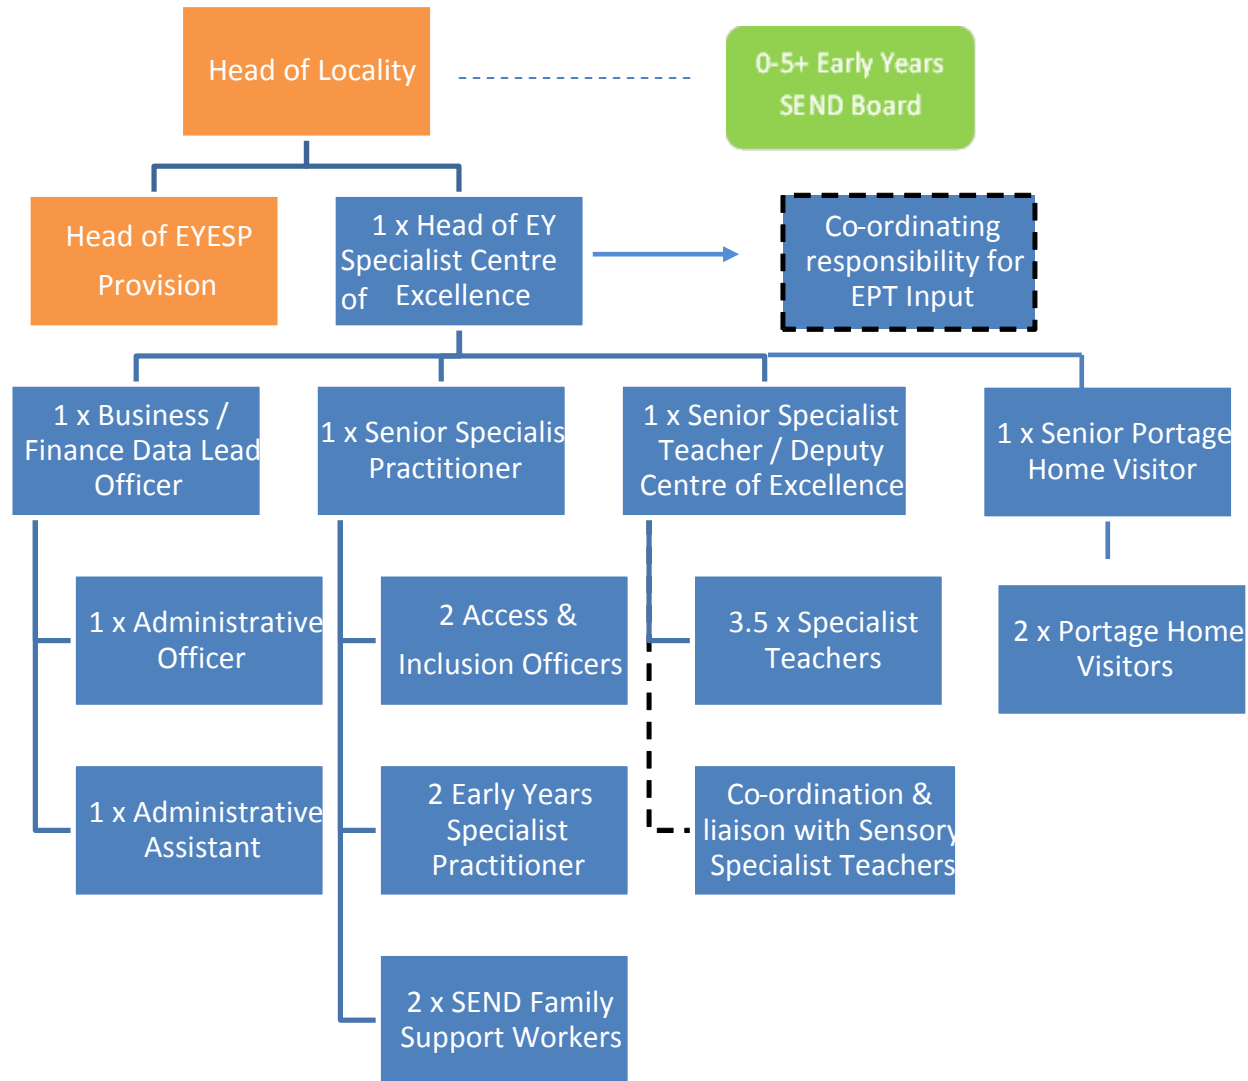 Head of Locality
0-5+ Early Years
SEND Board
Head of EYESP
Provision
1 x Head of EY
Specialist Centre
of Excellence
Co-ordinating
responsibility for
EPT Input
1 x Business /
Finance Data Lead
Officer
1 x Senior Specialis
Practitioner
1 x Senior Specialist
Teacher / Deputy
Centre of Excellence
1 x Senior Portage
Home Visitor
1 x Administrative
Officer
2 Access &
Inclusion Officers
3.5 x Specialist
Teachers
2 x Portage Home
Visitors
1 x Administrative
Assistant
2 Early Years
Specialist
Practitioner
Co-ordination &
liaison with Sensory
Specialist Teachers
2 x SEND Family
Support Workers